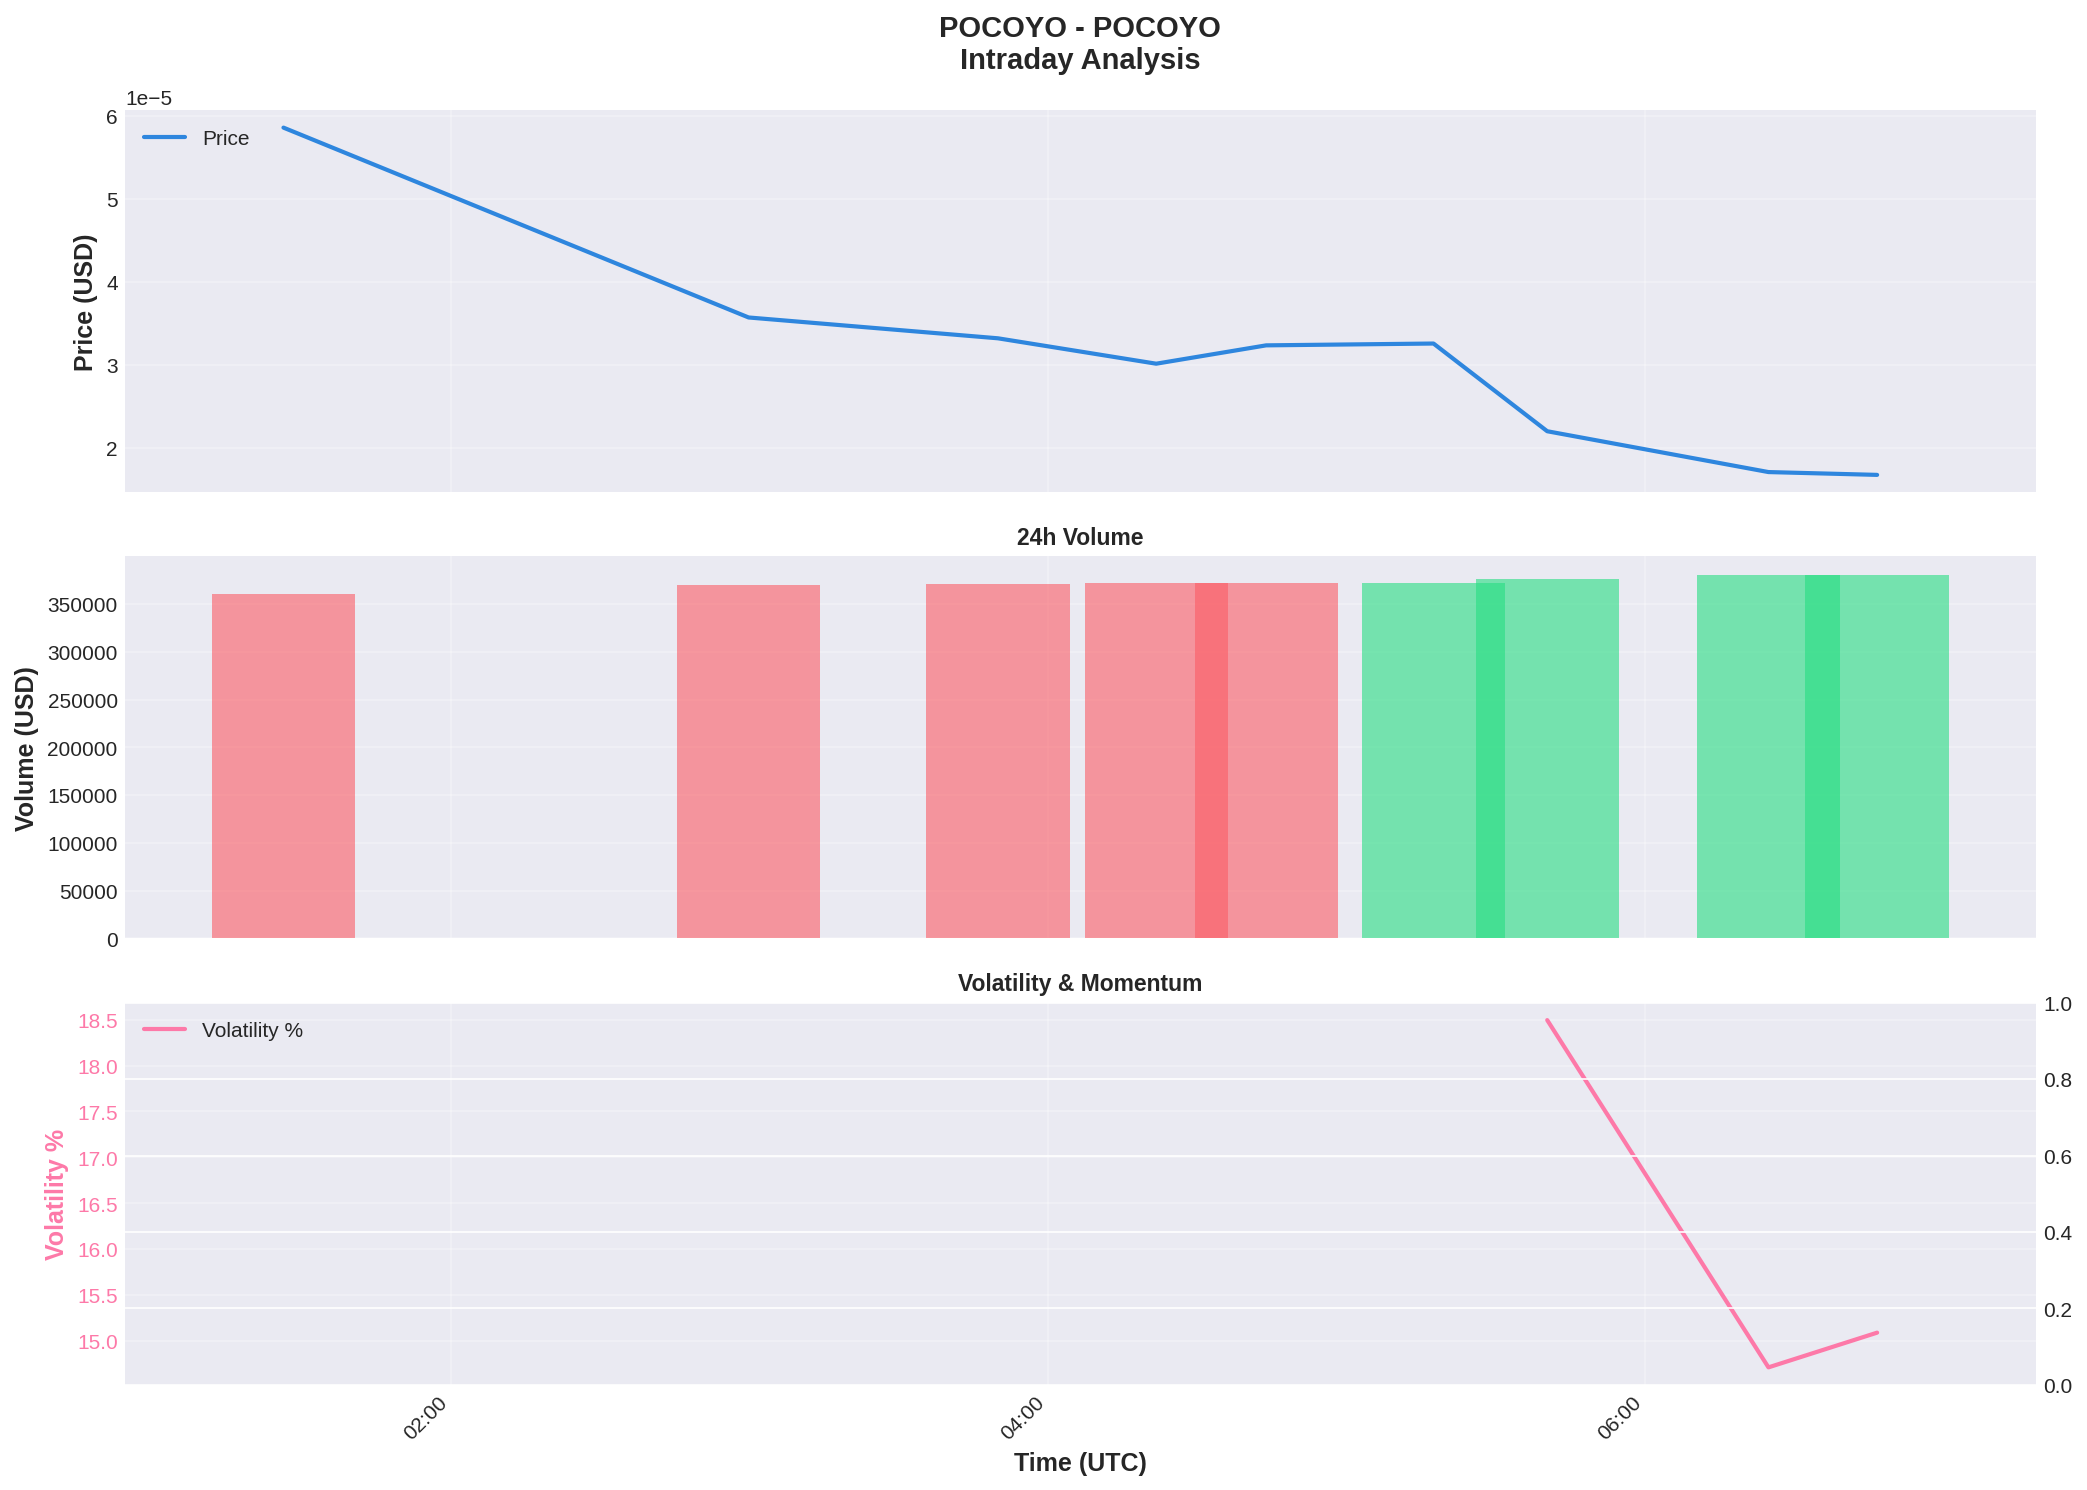 POCOYO - POCOYO
Intraday Analysis
1e−5
6
5
4
3
2
Price (USD)
Price
24h Volume
350000
300000
250000
200000
150000
100000
50000
0
Volume (USD)
Volatility & Momentum
18.5
18.0
17.5
17.0
16.5
16.0
15.5
15.0
Volatility %
Volatility %
1.0
0.8
0.6
0.4
0.2
0.0
02:00
04:00
06:00
Time (UTC)